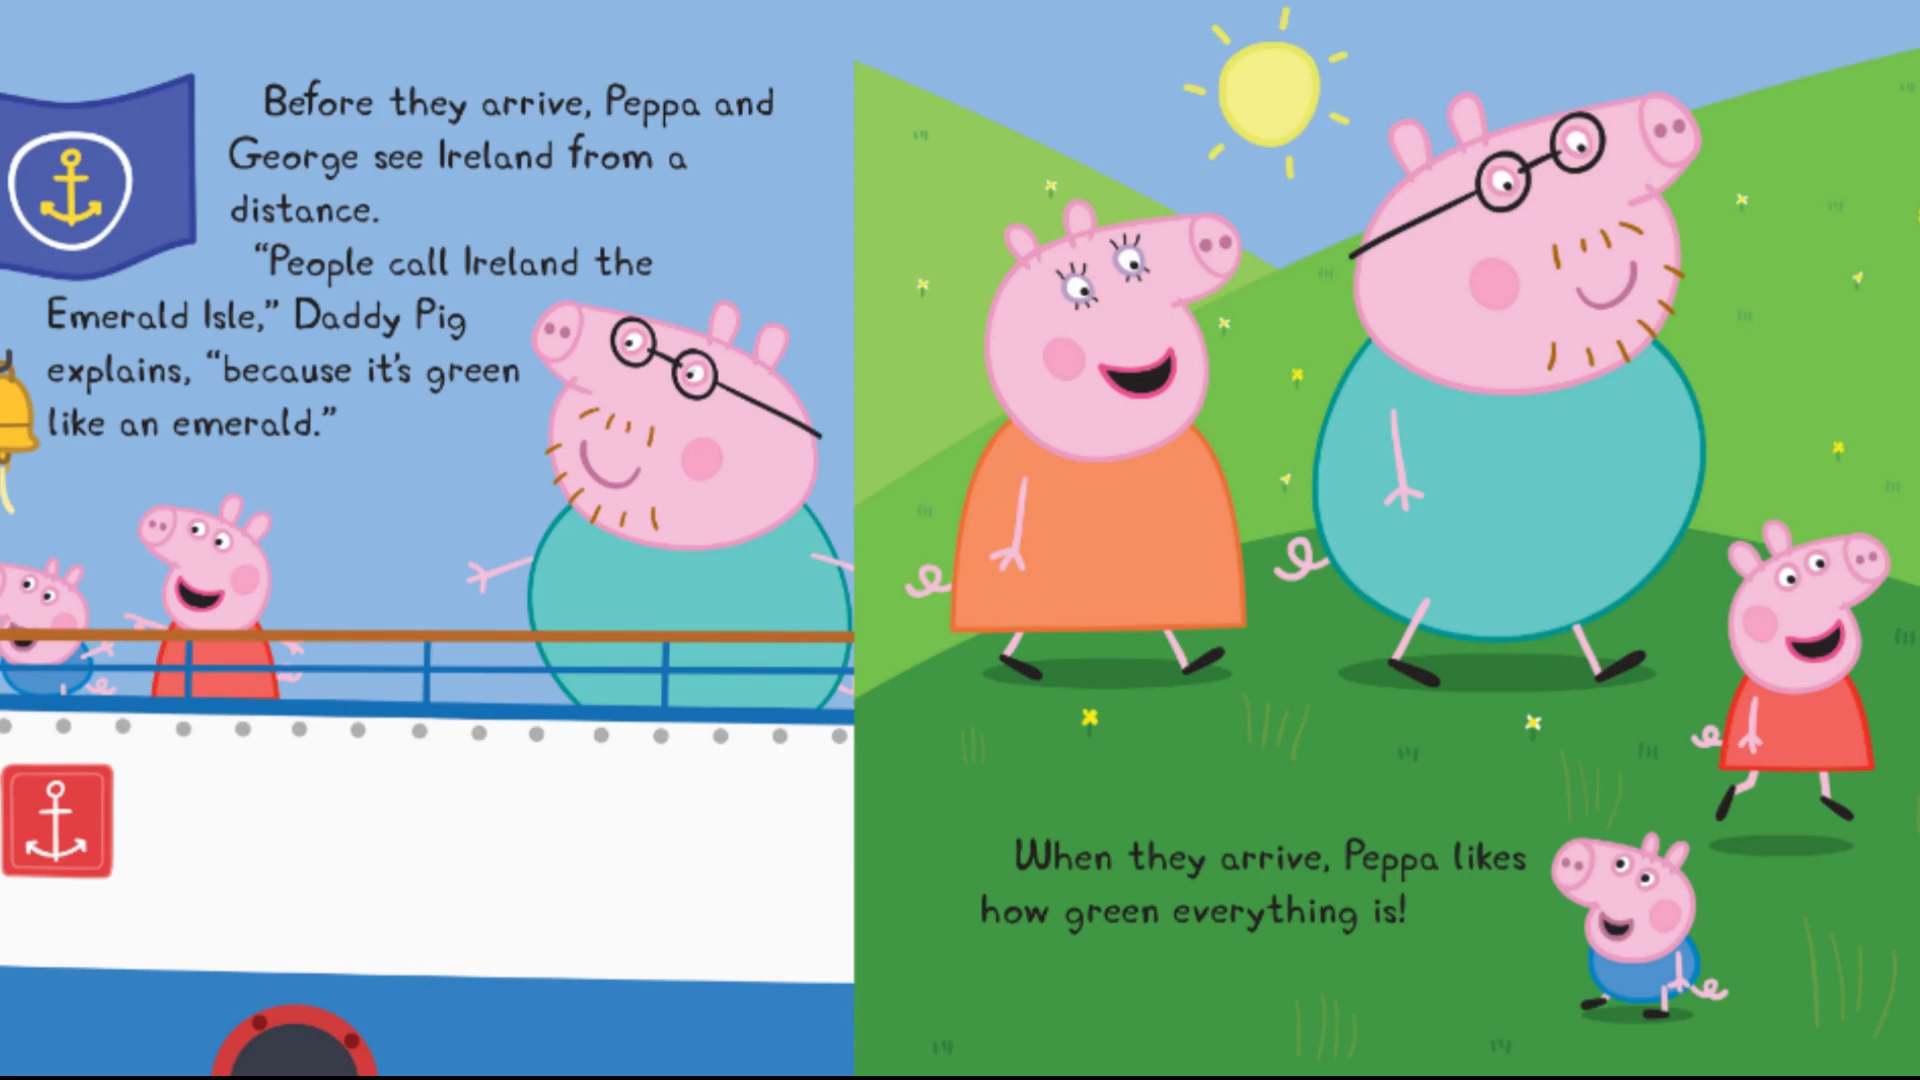 Before they arrive, Peppa and
George see Ireland from a
distance.
“People call Ireland the
Emerald Isle,” Daddy Pig
explains, “because it’s green
like an emerald.”
When they arrive, Peppa likes
how green everything is!